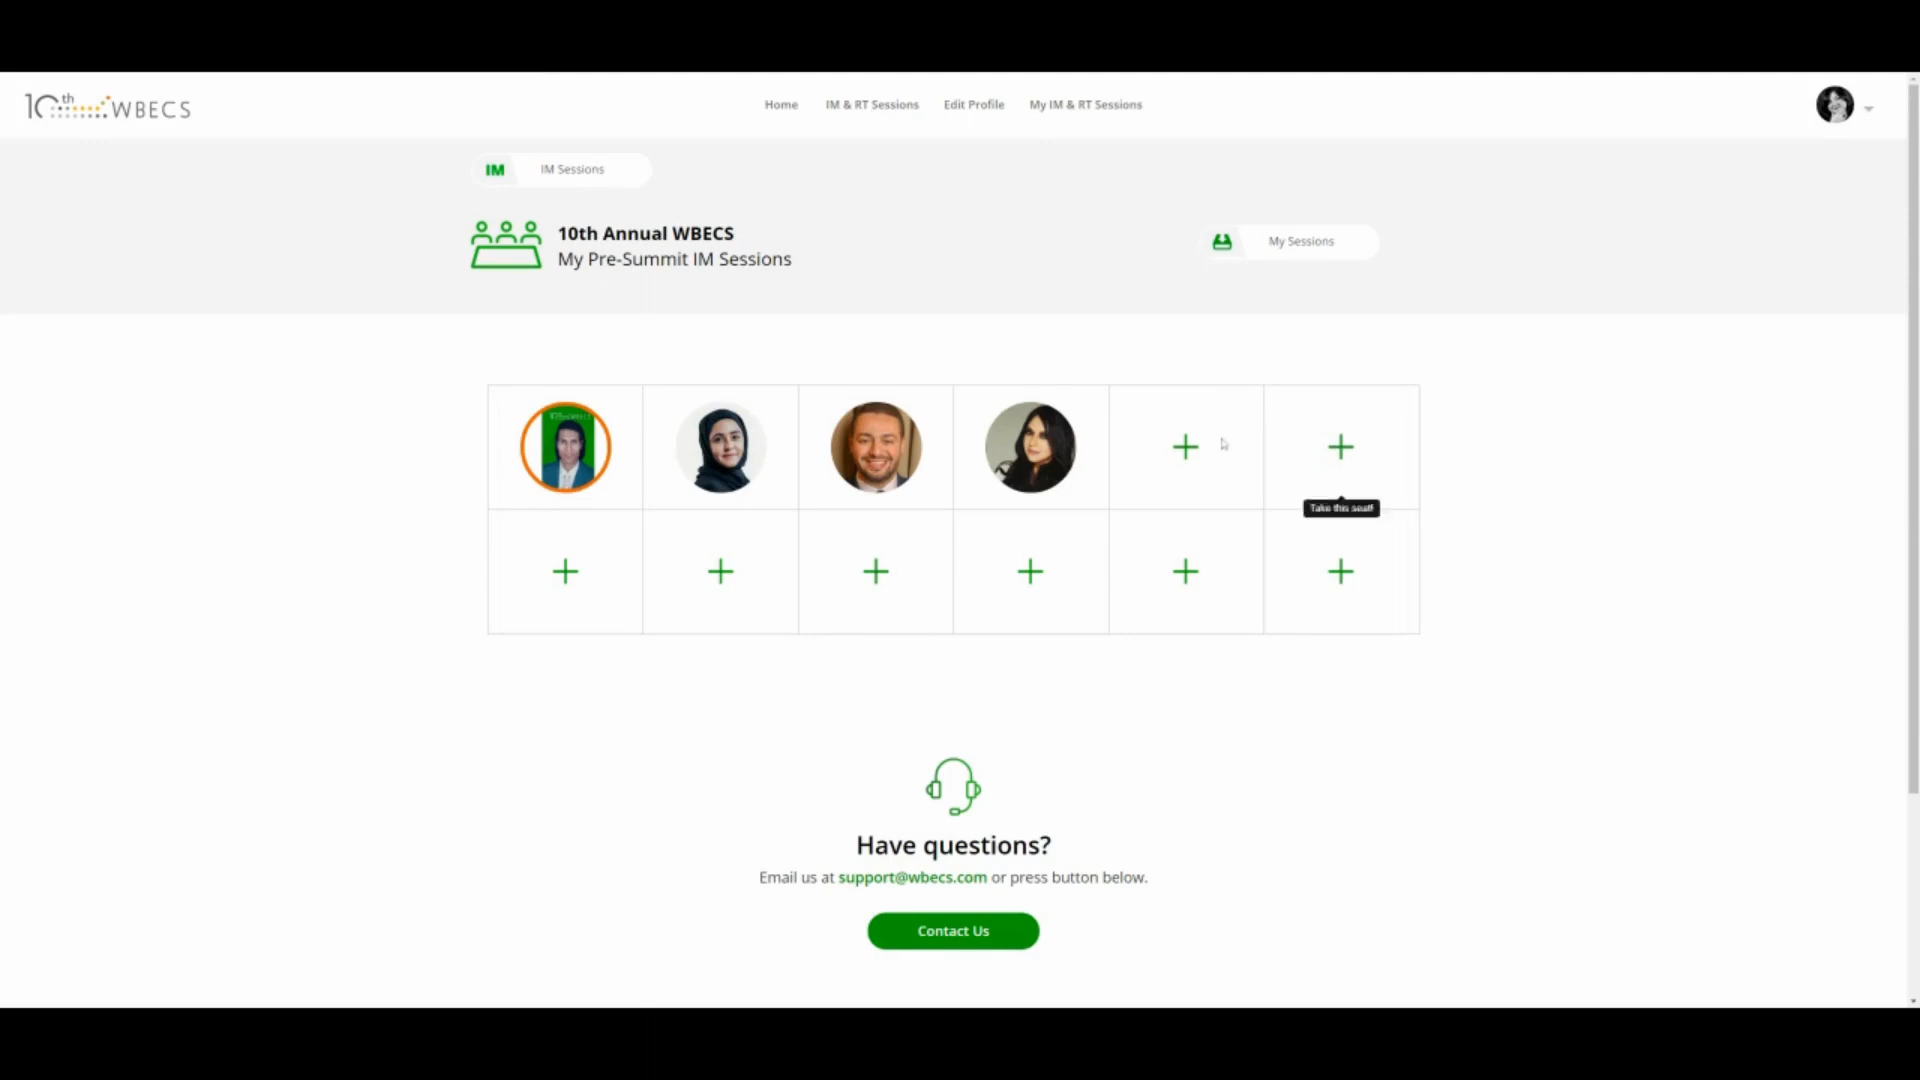 10th WBECS
Home IM & RT Sessions Edit Profile My IM & RT Sessions
IM IM Sessions
10th Annual WBECS
My Pre-Summit IM Sessions
My Sessions
Take this seat!
Have questions?
Email us at support@wbecs.com or press button below.
Contact Us